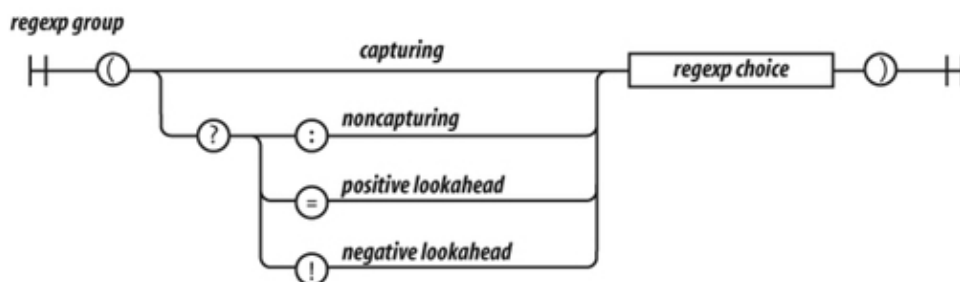 regexp group
( capturing regexp choice )
? : noncapturing
= positive lookahead
! negative lookahead